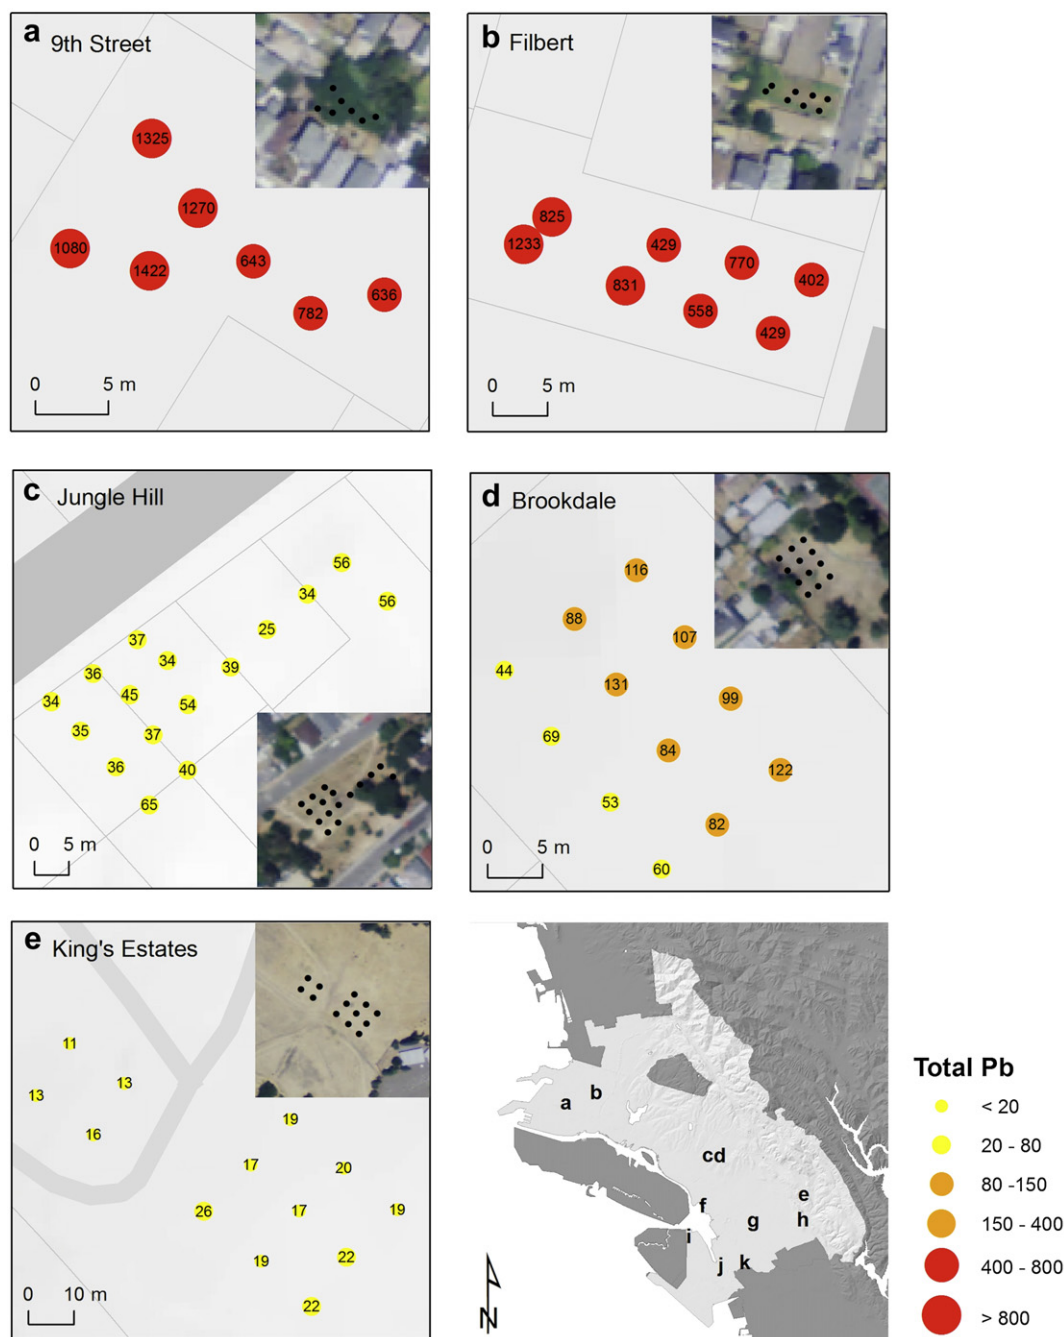 a 9th Street
1325
1270
1080
1422
643
782
636
0 5 m
b Filbert
825
1233
429
770
402
831
558
429
0 5 m
c Jungle Hill
56
34
56
25
37
34
39
36
45
54
34
35
37
36
40
65
0 5 m
d Brookdale
116
88
107
44
131
99
69
84
122
53
82
60
0 5 m
e King's Estates
11
13
13
16
19
17
20
26
17
19
19
22
22
0 10 m
a
b
cd
e
f
g
h
i
j
k
N
Total Pb
< 20
20 - 80
80 -150
150 - 400
400 - 800
> 800